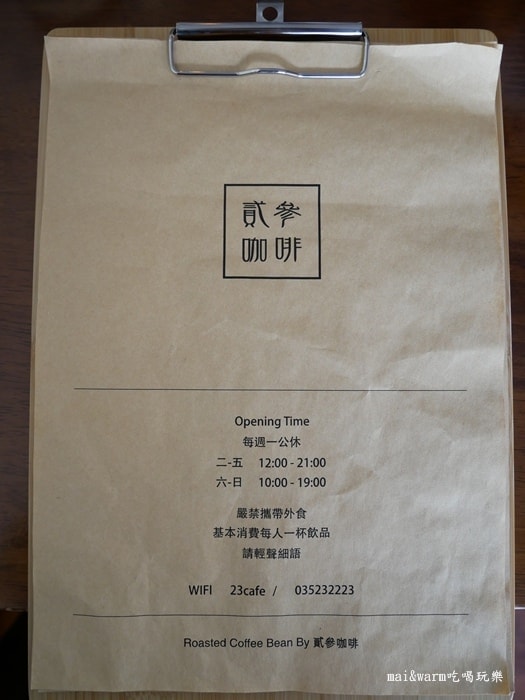 貳參
咖啡
Opening Time
每週一公休
二-五 12:00 - 21:00
六-日 10:00 - 19:00
嚴禁攜帶外食
基本消費每人一杯飲品
請輕聲細語
WIFI 23cafe / 035232223
Roasted Coffee Bean By 貳參咖啡
mai&warm吃喝玩樂